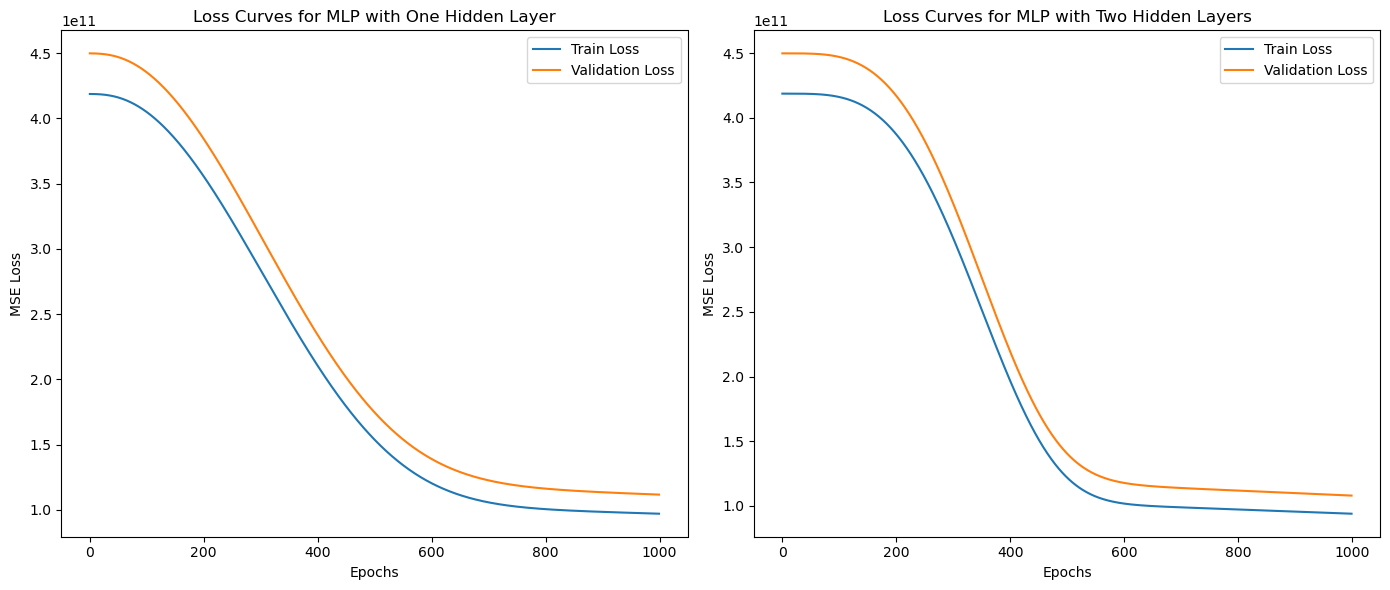 Loss Curves for MLP with One Hidden Layer
1e11
Train Loss
Validation Loss
4.5
4.0
3.5
3.0
2.5
2.0
1.5
1.0
MSE Loss
0 200 400 600 800 1000
Epochs
Loss Curves for MLP with Two Hidden Layers
1e11
Train Loss
Validation Loss
4.5
4.0
3.5
3.0
2.5
2.0
1.5
1.0
MSE Loss
0 200 400 600 800 1000
Epochs